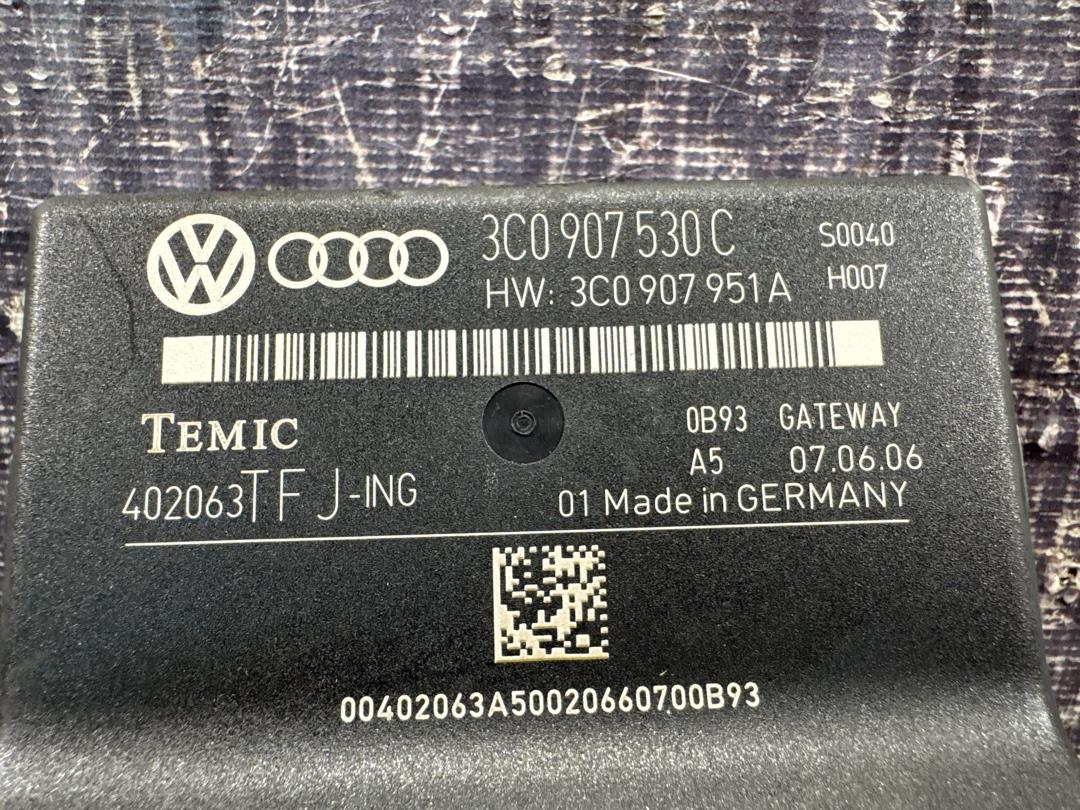 3C0 907 530 C S0040
HW: 3C0 907 951 A H007
TEMIC 0B93 GATEWAY
A5 07.06.06
402063TFJ-ING 01 Made in GERMANY
00402063A50020660700B93